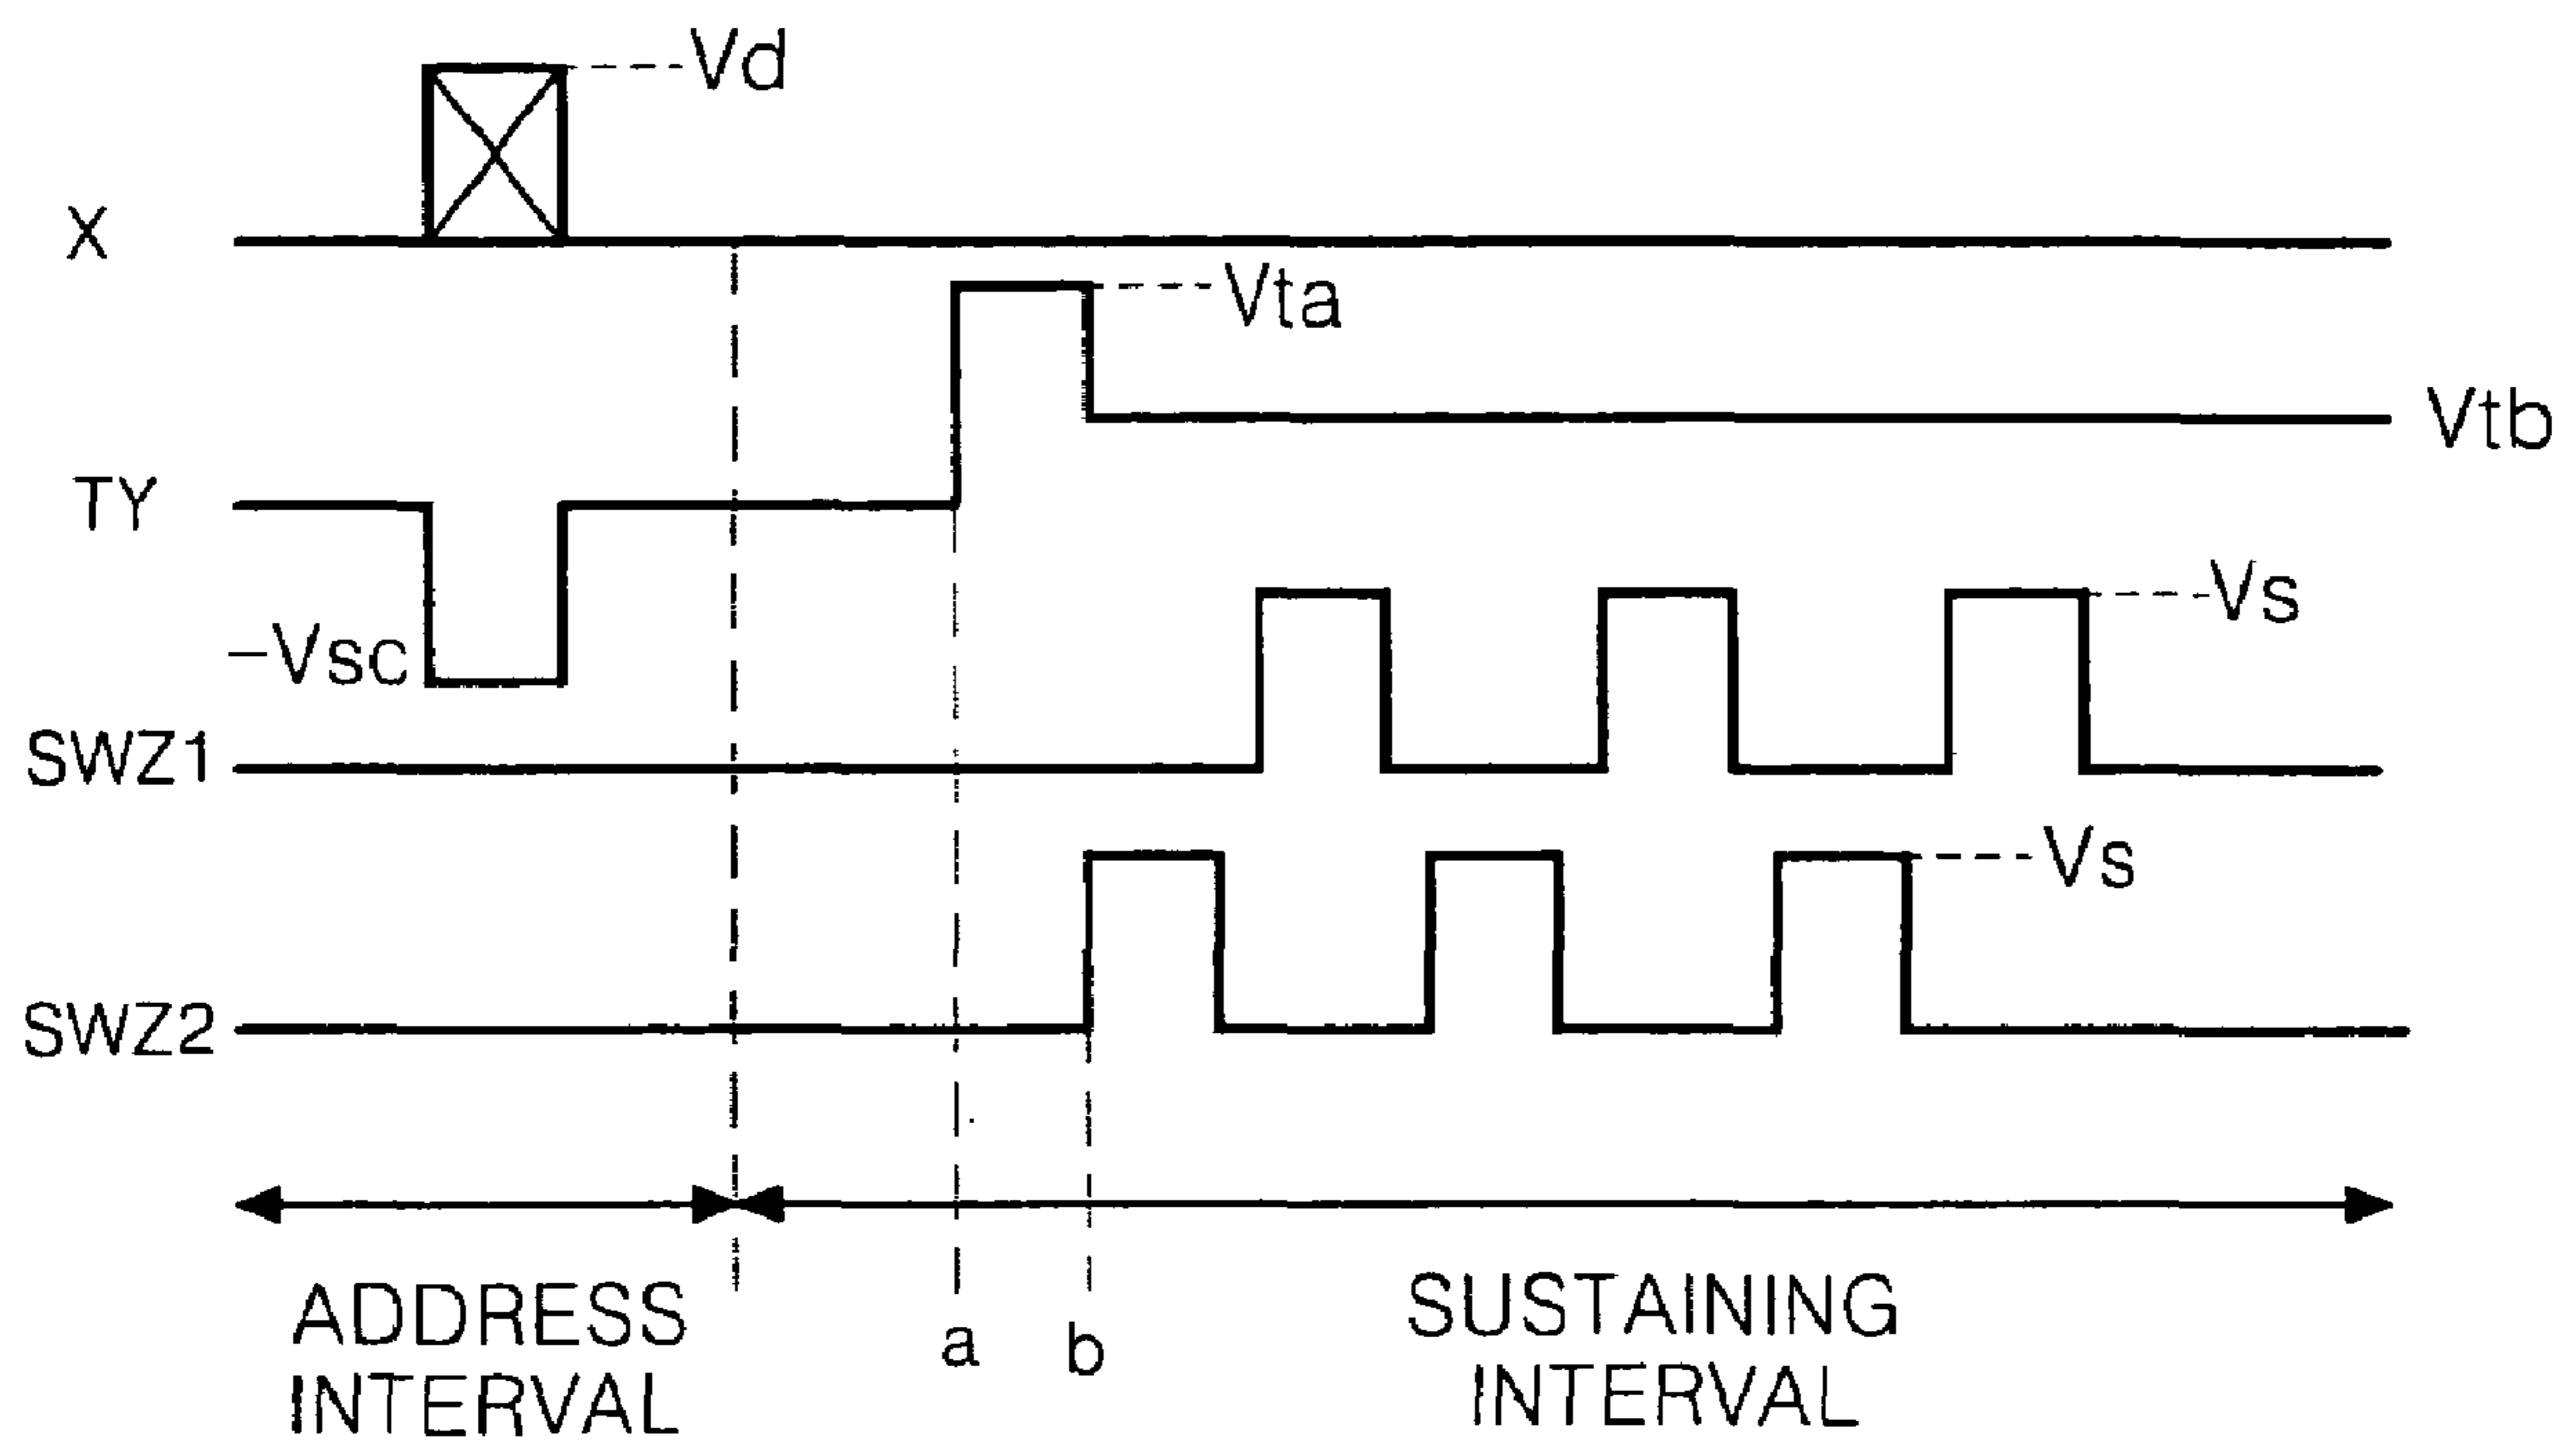 Vd
X
Vta
Vtb
TY
Vs
–Vsc
SWZ1
Vs
SWZ2
ADDRESS
INTERVAL
a
b
SUSTAINING
INTERVAL